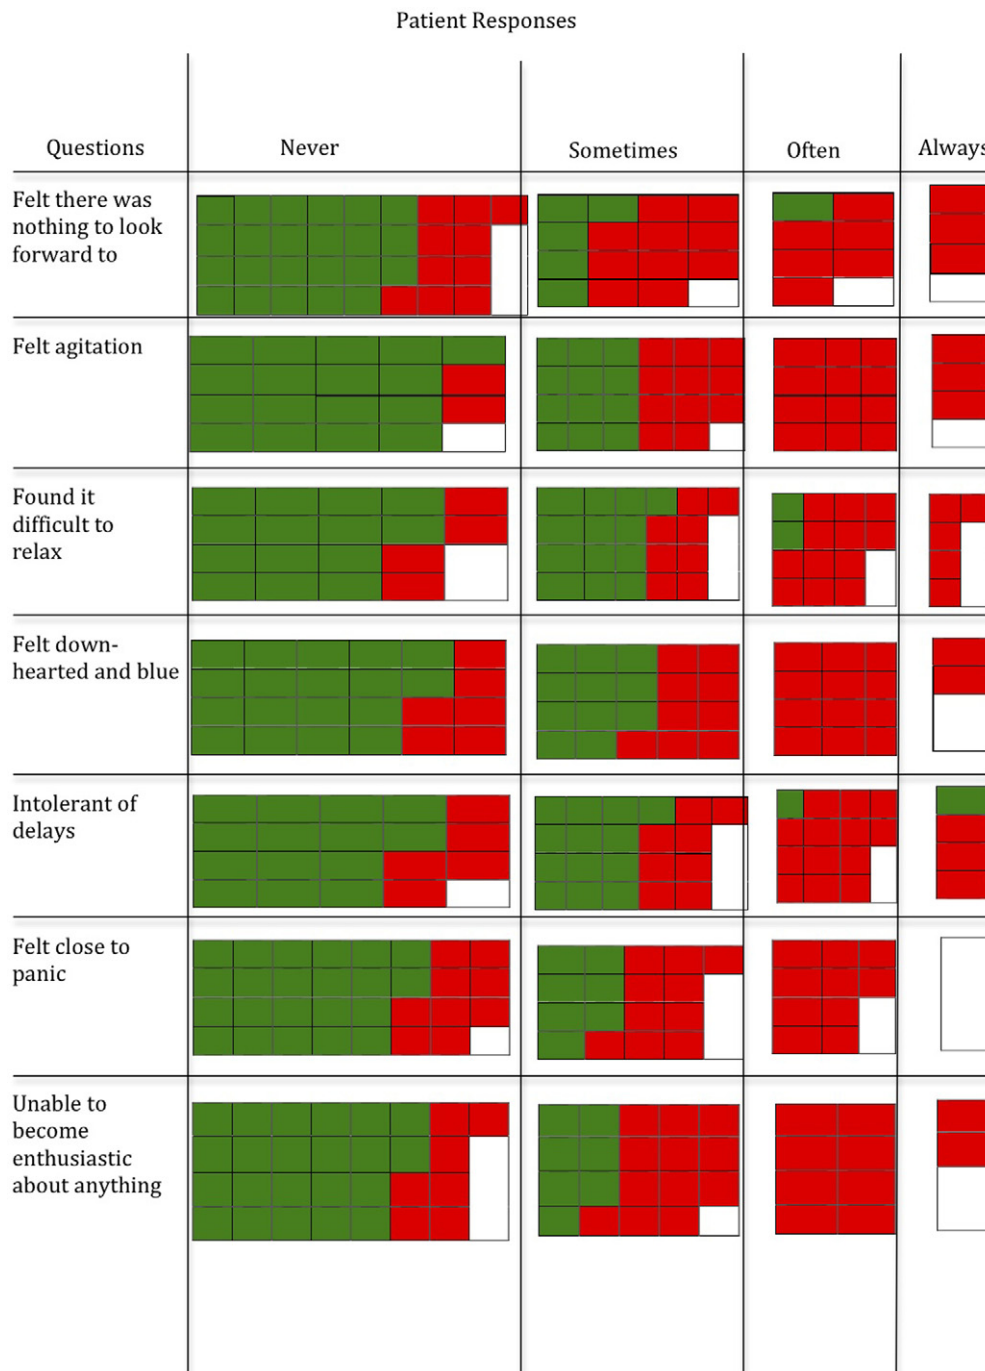 Patient Responses
Questions
Never
Sometimes
Often
Always
Felt there was
nothing to look
forward to
Felt agitation
Found it
difficult to
relax
Felt down-
hearted and blue
Intolerant of
delays
Felt close to
panic
Unable to
become
enthusiastic
about anything